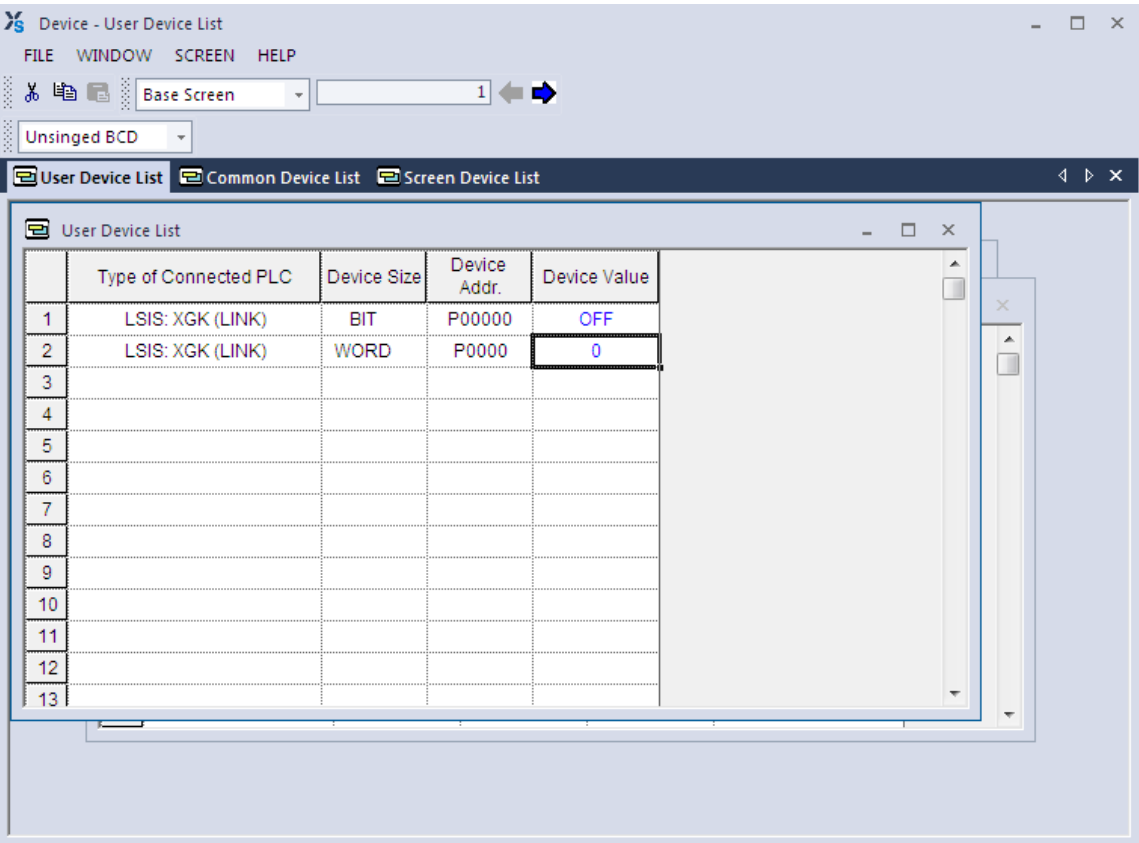 Device - User Device List
FILE WINDOW SCREEN HELP
Base Screen 1
Unsinged BCD
User Device List Common Device List Screen Device List
User Device List
Type of Connected PLC Device Size Device Addr. Device Value
1 LSIS: XGK (LINK) BIT P00000 OFF
2 LSIS: XGK (LINK) WORD P0000 0
3
4
5
6
7
8
9
10
11
12
13